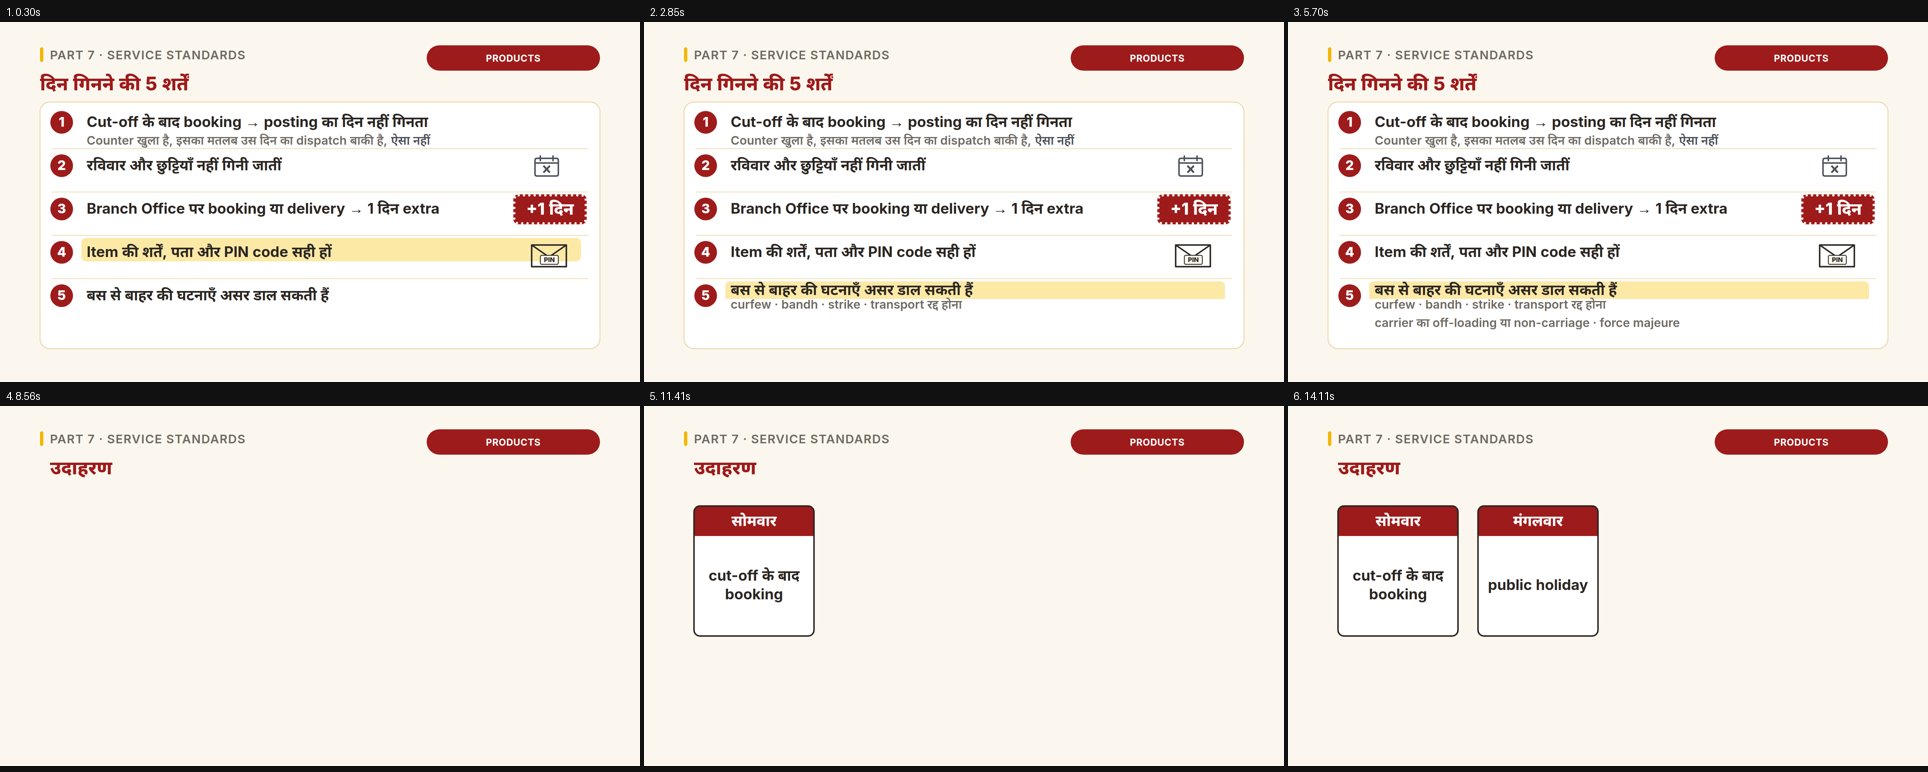 1. 0.30s
PART 7 · SERVICE STANDARDS
PRODUCTS
दिन गिनने की 5 शर्तें
1 Cut-off के बाद booking → posting का दिन नहीं गिनता
Counter खुला है, इसका मतलब उस दिन का dispatch बाकी है, ऐसा नहीं
2 रविवार और छुट्टियाँ नहीं गिनी जातीं
3 Branch Office पर booking या delivery → 1 दिन extra
+1 दिन
4 Item की शर्तें, पता और PIN code सही हों
PIN
5 बस से बाहर की घटनाएँ असर डाल सकती हैं
2. 2.85s
PART 7 · SERVICE STANDARDS
PRODUCTS
दिन गिनने की 5 शर्तें
1 Cut-off के बाद booking → posting का दिन नहीं गिनता
Counter खुला है, इसका मतलब उस दिन का dispatch बाकी है, ऐसा नहीं
2 रविवार और छुट्टियाँ नहीं गिनी जातीं
3 Branch Office पर booking या delivery → 1 दिन extra
+1 दिन
4 Item की शर्तें, पता और PIN code सही हों
PIN
5 बस से बाहर की घटनाएँ असर डाल सकती हैं
curfew · bandh · strike · transport रद्द होना
3. 5.70s
PART 7 · SERVICE STANDARDS
PRODUCTS
दिन गिनने की 5 शर्तें
1 Cut-off के बाद booking → posting का दिन नहीं गिनता
Counter खुला है, इसका मतलब उस दिन का dispatch बाकी है, ऐसा नहीं
2 रविवार और छुट्टियाँ नहीं गिनी जातीं
3 Branch Office पर booking या delivery → 1 दिन extra
+1 दिन
4 Item की शर्तें, पता और PIN code सही हों
PIN
5 बस से बाहर की घटनाएँ असर डाल सकती हैं
curfew · bandh · strike · transport रद्द होना
carrier का off-loading या non-carriage · force majeure
4. 8.56s
PART 7 · SERVICE STANDARDS
PRODUCTS
उदाहरण
5. 11.41s
PART 7 · SERVICE STANDARDS
PRODUCTS
उदाहरण
सोमवार
cut-off के बाद
booking
6. 14.11s
PART 7 · SERVICE STANDARDS
PRODUCTS
उदाहरण
सोमवार
cut-off के बाद
booking
मंगलवार
public holiday